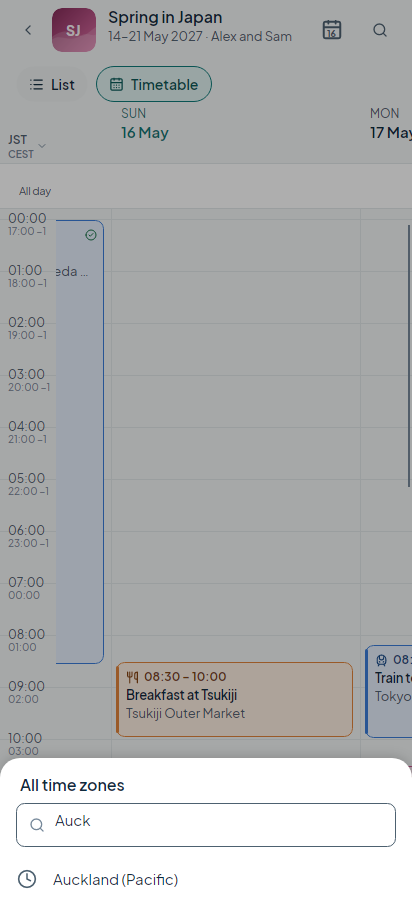 SJ
Spring in Japan
14–21 May 2027 · Alex and Sam
16
List
Timetable
JST
CEST
SUN
16 May
MON
17 May
All day
00:00
17:00 –1
eda ...
01:00
18:00 –1
02:00
19:00 –1
03:00
20:00 –1
04:00
21:00 –1
05:00
22:00 –1
06:00
23:00 –1
07:00
00:00
08:00
01:00
08:30 – 10:00
Breakfast at Tsukiji
Tsukiji Outer Market
08:
Train t
Tokyo
09:00
02:00
10:00
03:00
All time zones
Auck
Auckland (Pacific)